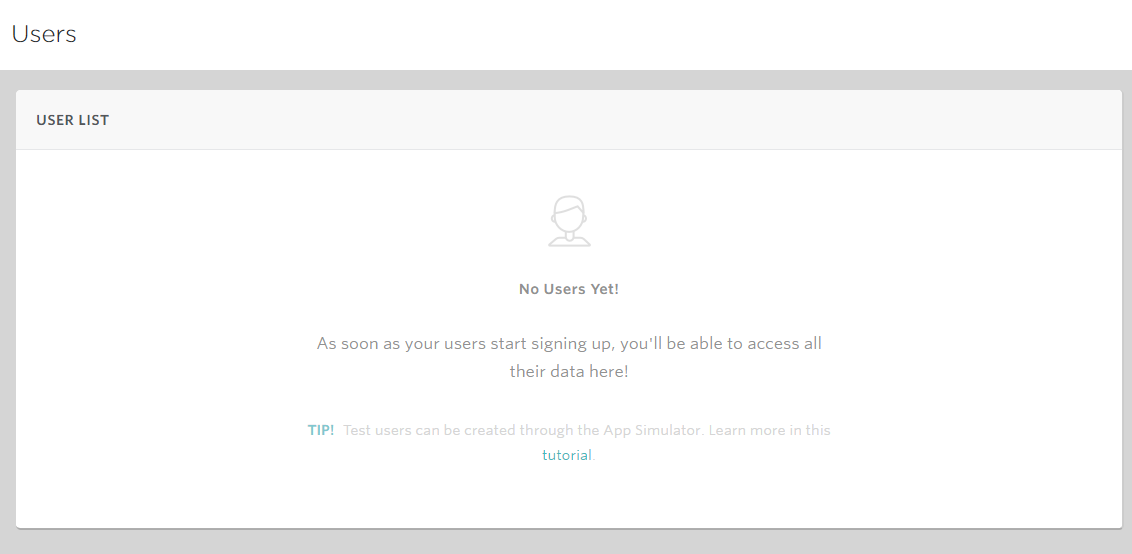 Users
USER LIST
No Users Yet!
As soon as your users start signing up, you'll be able to access all
their data here!
TIP! Test users can be created through the App Simulator. Learn more in this
tutorial.